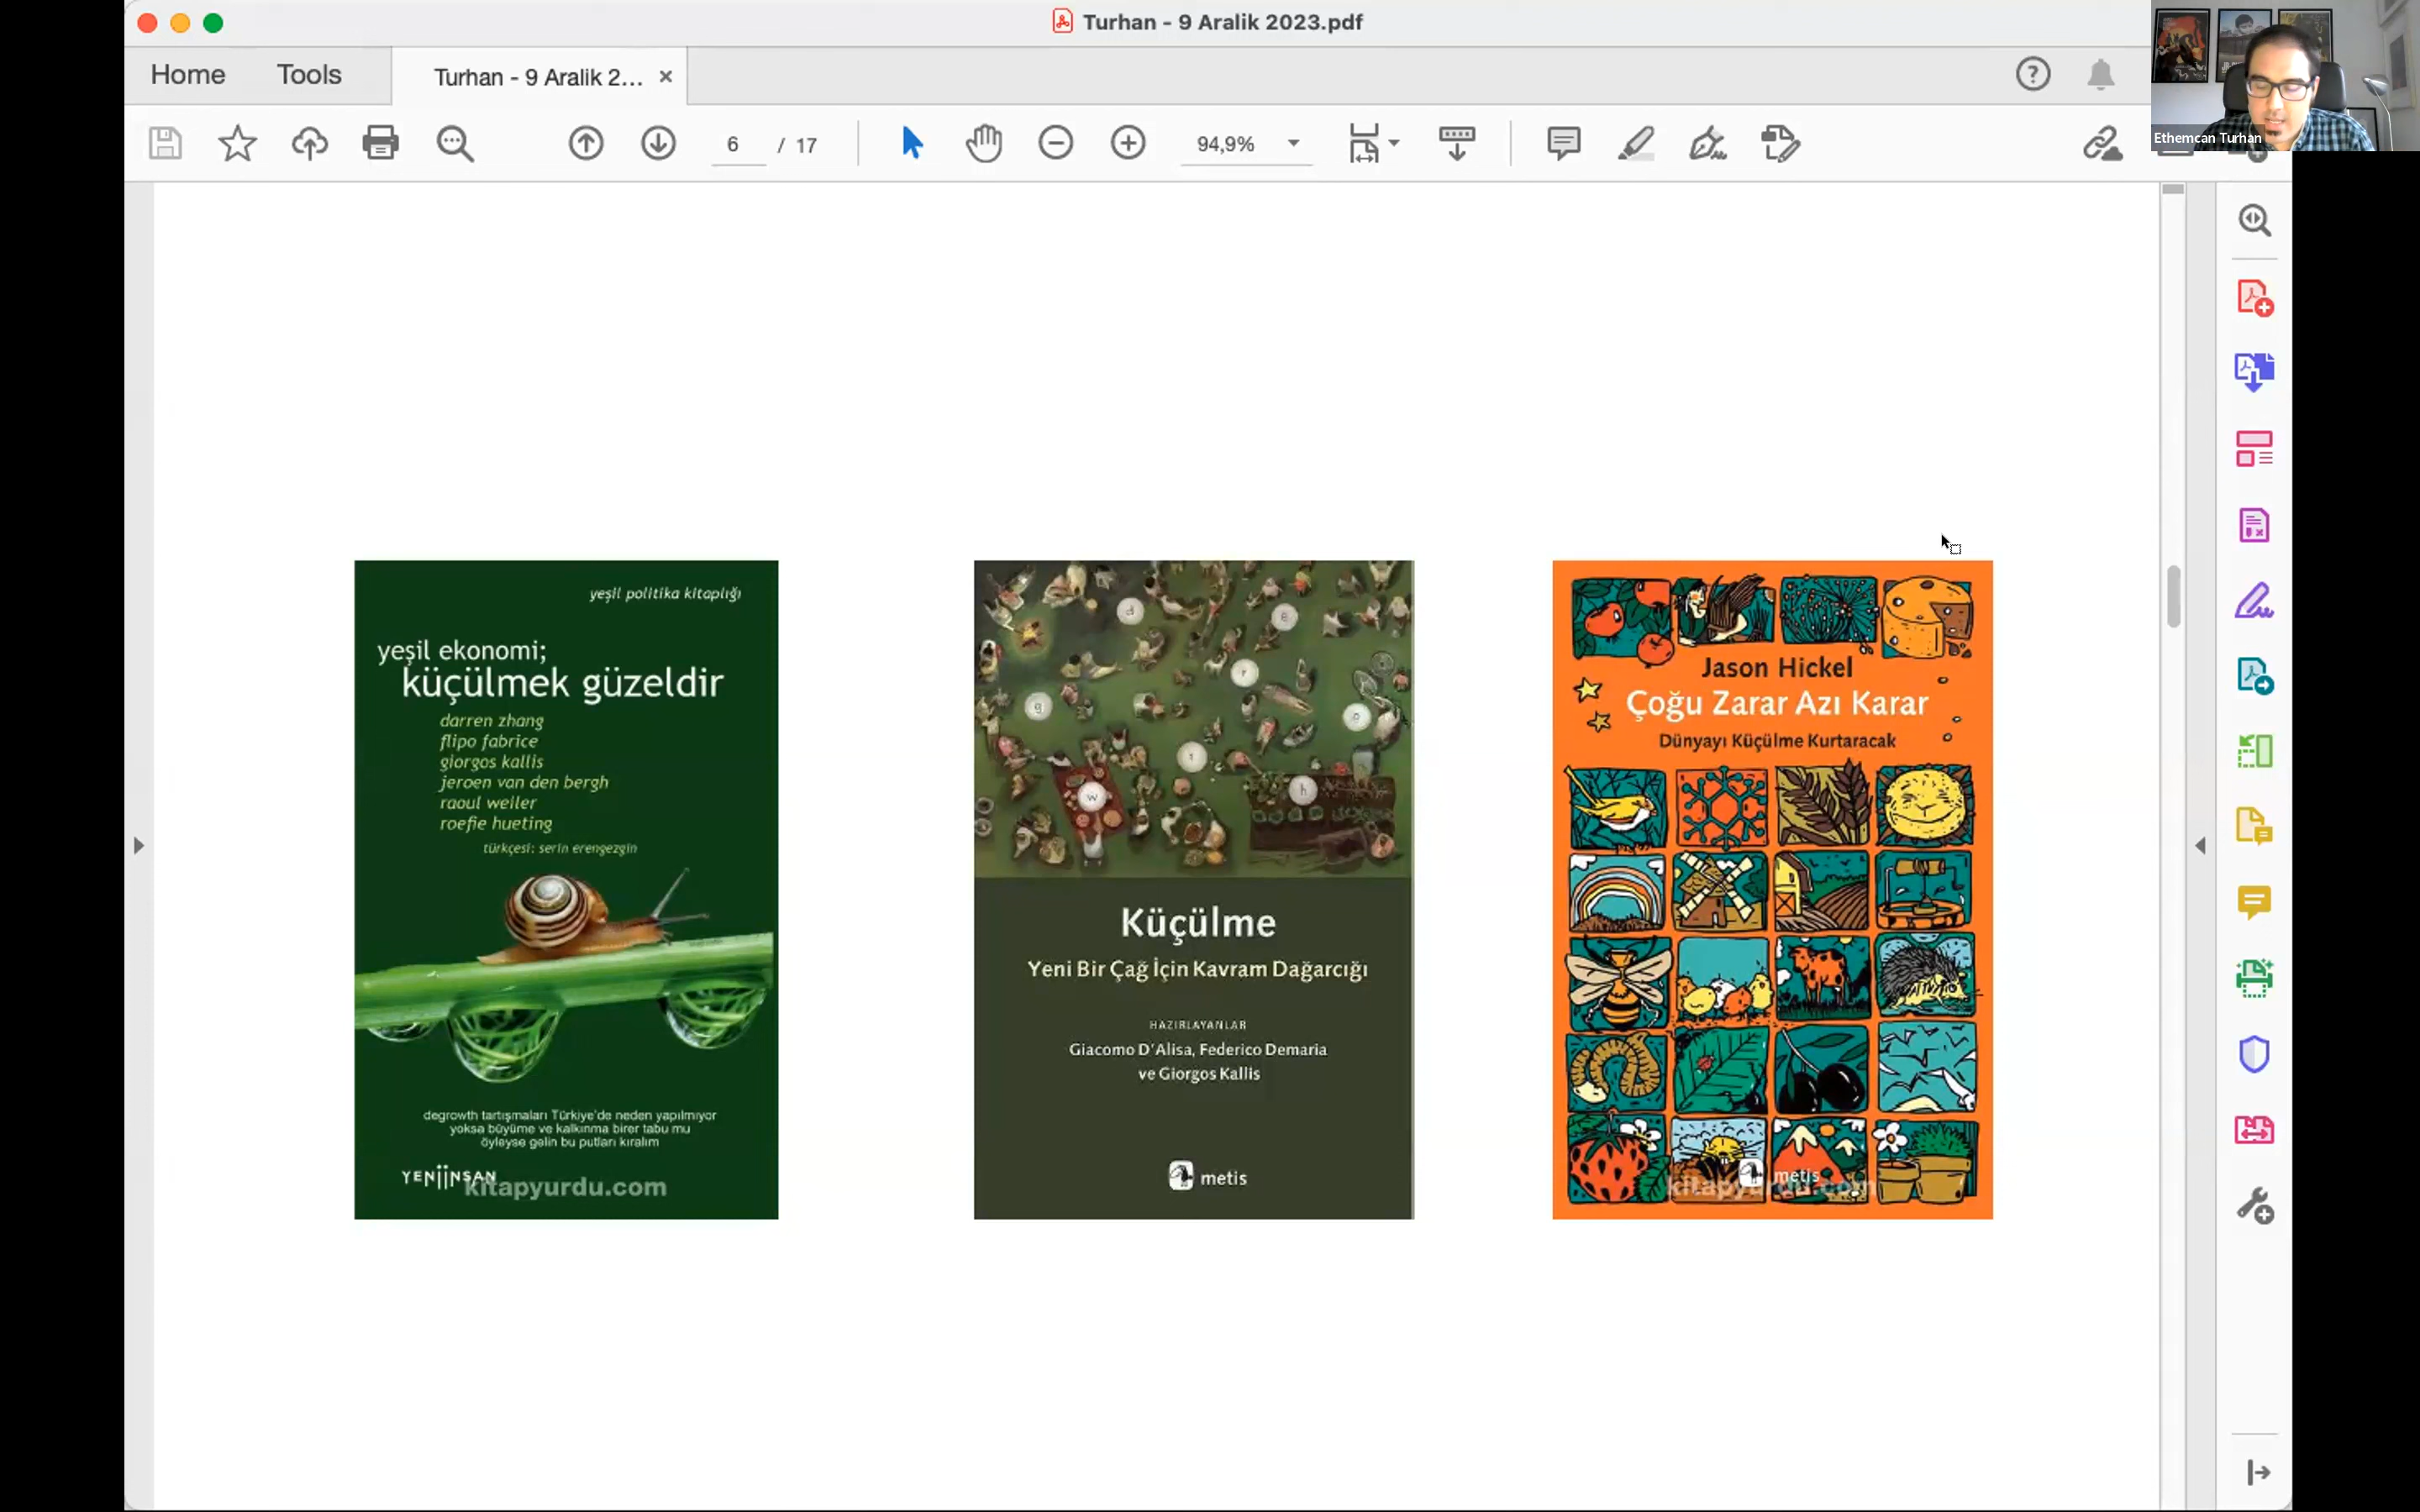 Turhan - 9 Aralik 2023.pdf
Home Tools Turhan - 9 Aralik 2... ×
6 / 17 94,9%
Ethemcan Turhan
yeşil politika kitaplığı
yeşil ekonomi;
küçülmek güzeldir
darren zhang
flipo fabrice
giorgos kallis
jeroen van den bergh
raoul weiler
roefie hueting
türkçesi: serin erengezgin
degrowth tartışmaları Türkiye'de neden yapılmıyor
yoksa büyüme ve kalkınma birer tabu mu
öyleyse gelin bu putları kıralım
YENİİNSAN
kitapyurdu.com
d
e
g
r
o
w
t
h
Küçülme
Yeni Bir Çağ İçin Kavram Dağarcığı
HAZIRLAYANLAR
Giacomo D'Alisa, Federico Demaria
ve Giorgos Kallis
metis
Jason Hickel
Çoğu Zarar Azı Karar
Dünyayı Küçülme Kurtaracak
metis
kitapyurdu.com